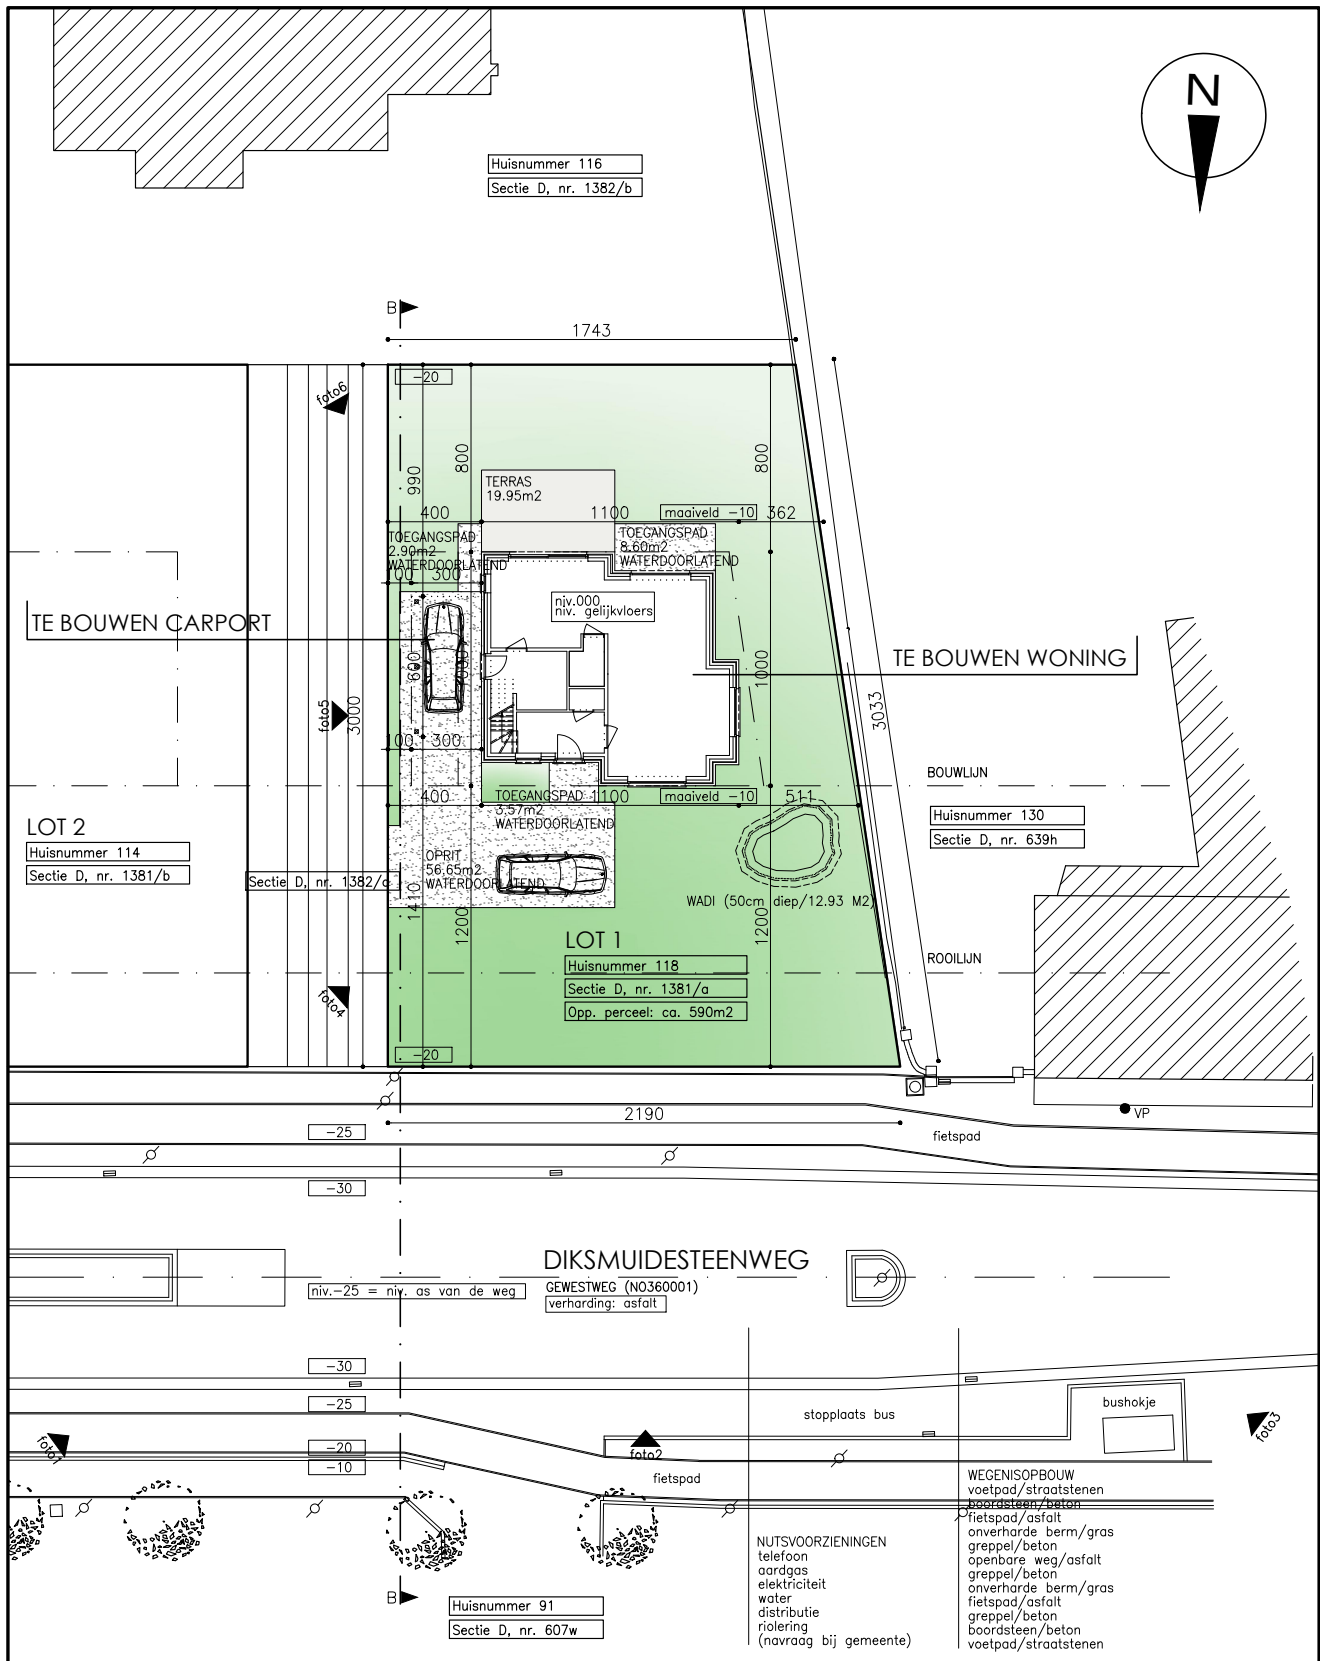 N
Huisnummer 116
Sectie D, nr. 1382/b
B
1743
-20
foto6
990
800
800
TERRAS
19.95m2
400
1100
maaiveld -10
362
TOEGANGSPAD
2.90m2
WATERDOORLATEND
TOEGANGSPAD
8.60m2
WATERDOORLATEND
100
300
niv.000
niv. gelijkvloers
TE BOUWEN CARPORT
TE BOUWEN WONING
600
1000
3033
foto5
3000
100
300
BOUWLIJN
400
TOEGANGSPAD
3.57m2
WATERDOORLATEND
1100
maaiveld -10
511
LOT 2
Huisnummer 114
Sectie D, nr. 1381/b
Huisnummer 130
Sectie D, nr. 639h
Sectie D, nr. 1382/c
OPRIT
56.65m2
WATERDOORLATEND
WADI (50cm diep/12.93 M2)
1410
1200
1200
LOT 1
Huisnummer 118
Sectie D, nr. 1381/a
Opp. perceel: ca. 590m2
ROOILIJN
foto4
-20
2190
VP
-25
fietspad
-30
DIKSMUIDESTEENWEG
niv.-25 = niv. as van de weg
GEWESTWEG (N0360001)
verharding: asfalt
-30
-25
stopplaats bus
bushokje
foto3
foto1
-20
foto2
-10
fietspad
NUTSVOORZIENINGEN
telefoon
aardgas
elektriciteit
water
distributie
riolering
(navraag bij gemeente)
WEGENISOPBOUW
voetpad/straatstenen
boordsteen/beton
fietspad/asfalt
onverharde berm/gras
greppel/beton
openbare weg/asfalt
greppel/beton
onverharde berm/gras
fietspad/asfalt
greppel/beton
boordsteen/beton
voetpad/straatstenen
B
Huisnummer 91
Sectie D, nr. 607w